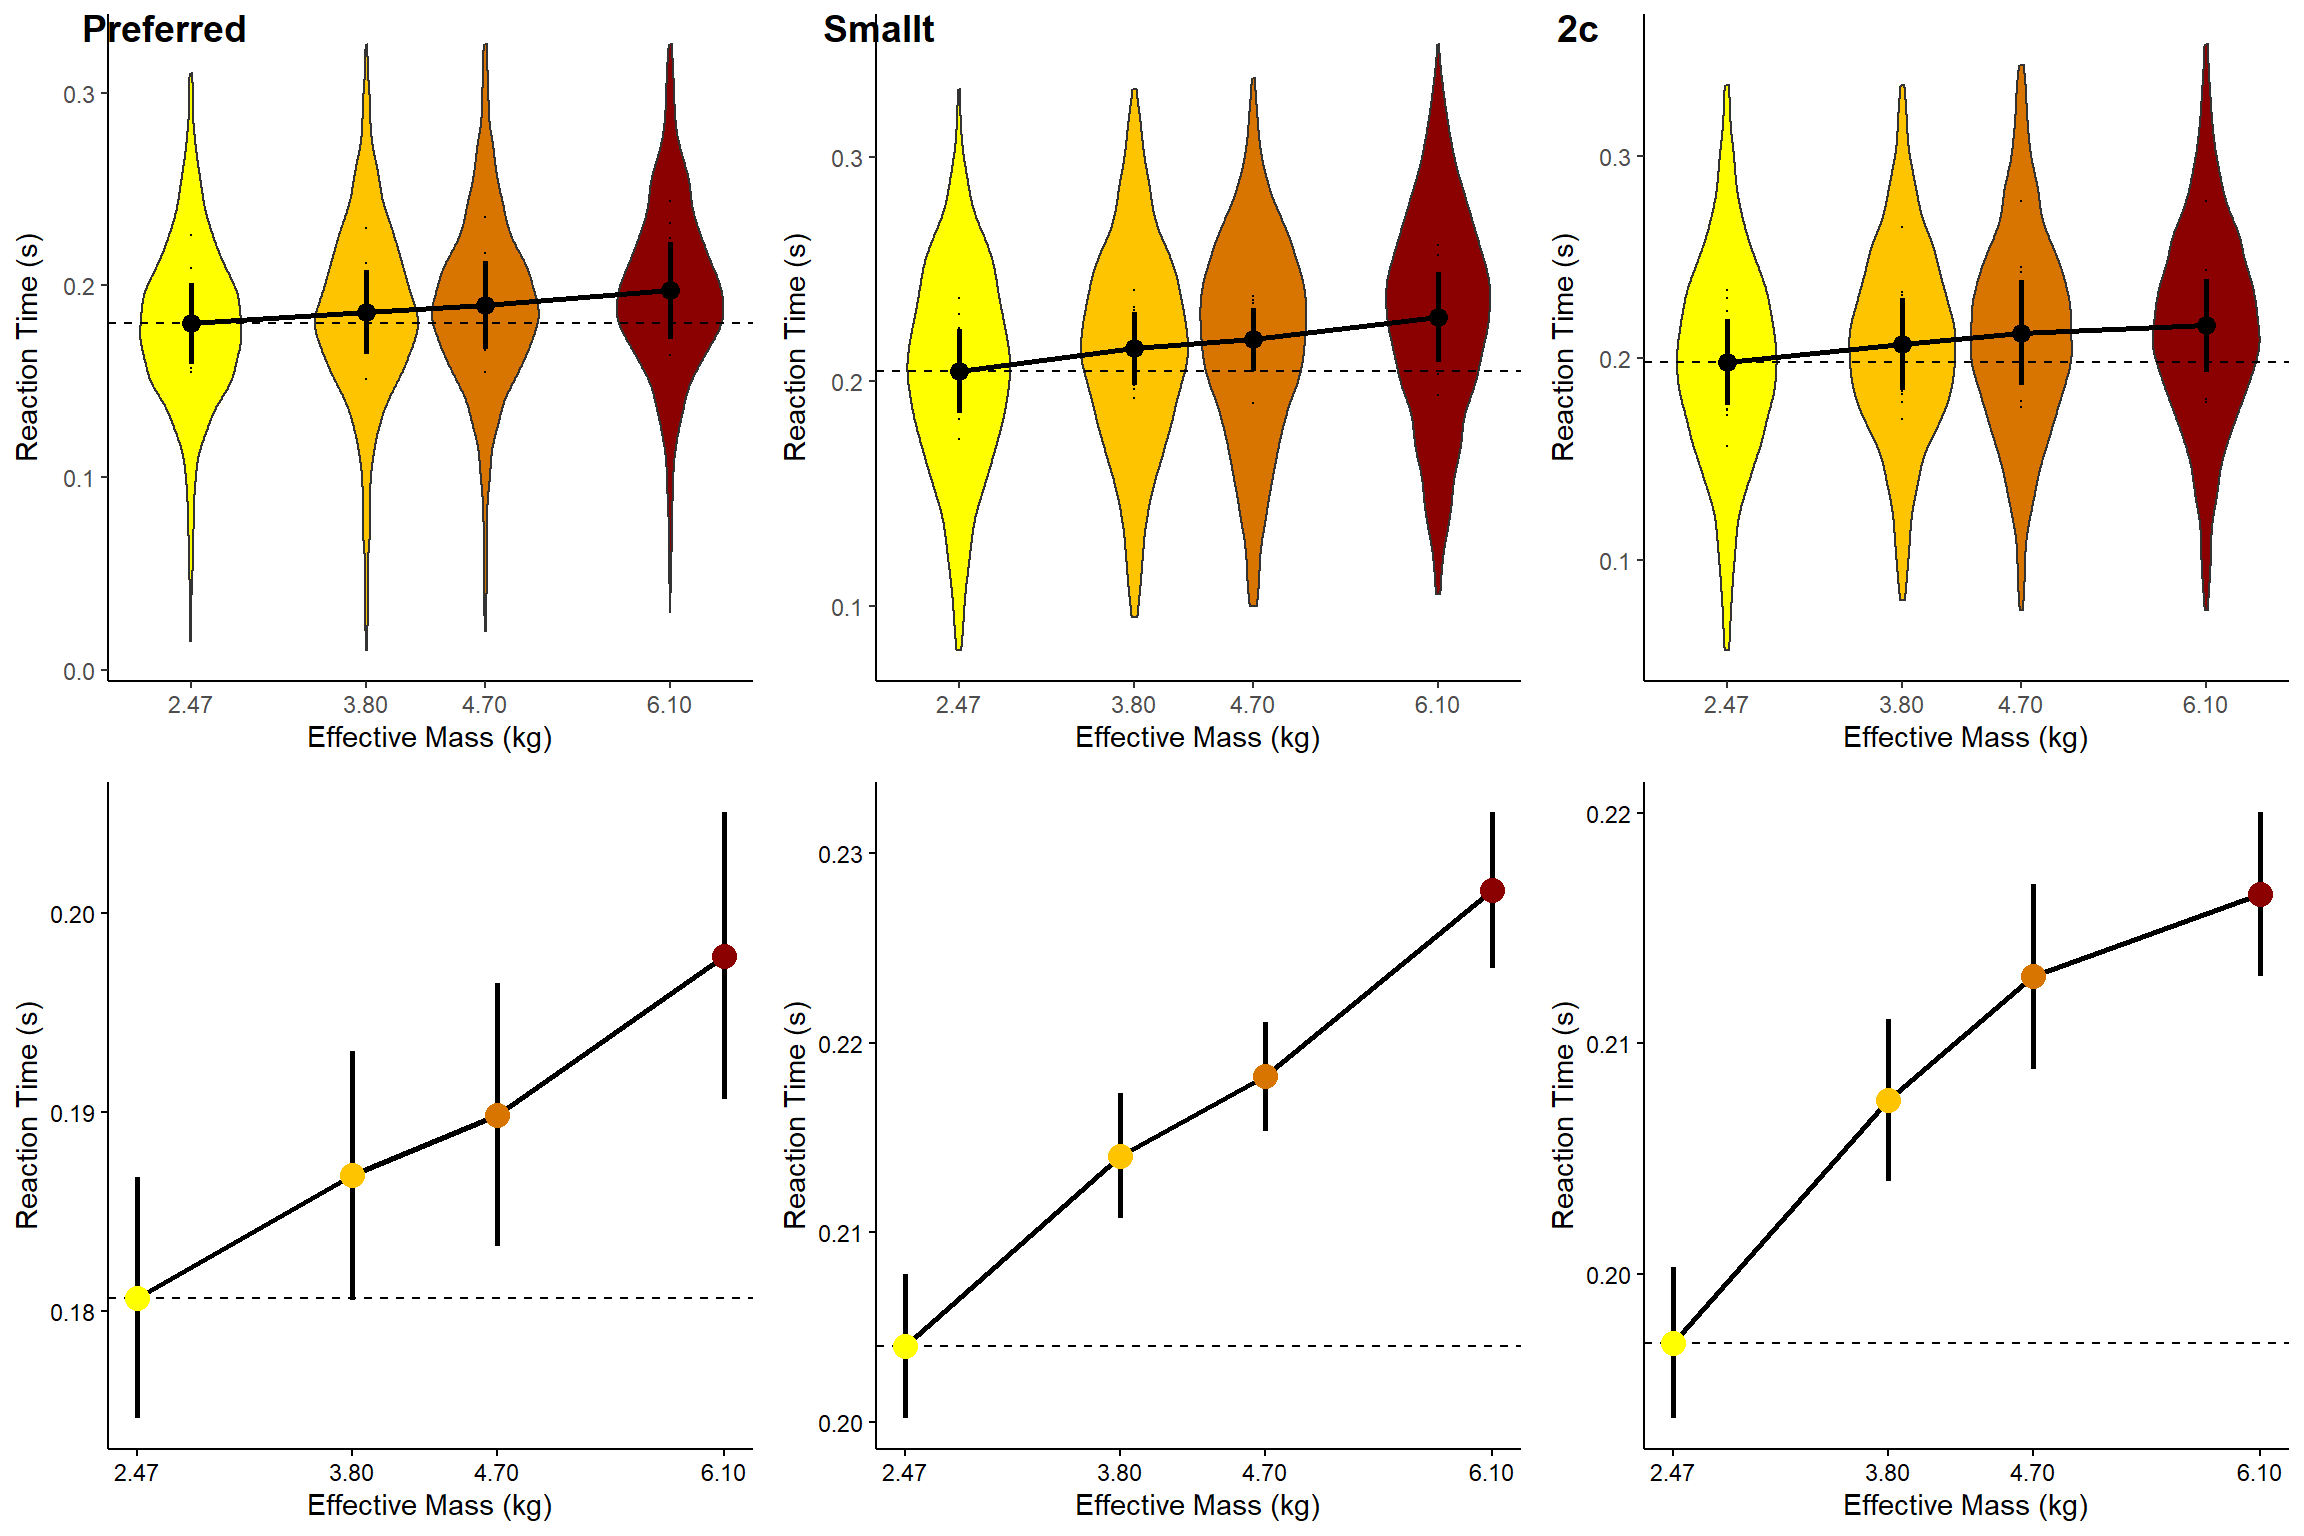 Preferred
Smallt
2c
Reaction Time (s)
0.3
0.2
0.1
0.0
2.47 3.80 4.70 6.10
Effective Mass (kg)
Reaction Time (s)
0.3
0.2
0.1
2.47 3.80 4.70 6.10
Effective Mass (kg)
Reaction Time (s)
0.3
0.2
0.1
2.47 3.80 4.70 6.10
Effective Mass (kg)
Reaction Time (s)
0.20
0.19
0.18
2.47 3.80 4.70 6.10
Effective Mass (kg)
Reaction Time (s)
0.23
0.22
0.21
0.20
2.47 3.80 4.70 6.10
Effective Mass (kg)
Reaction Time (s)
0.22
0.21
0.20
2.47 3.80 4.70 6.10
Effective Mass (kg)